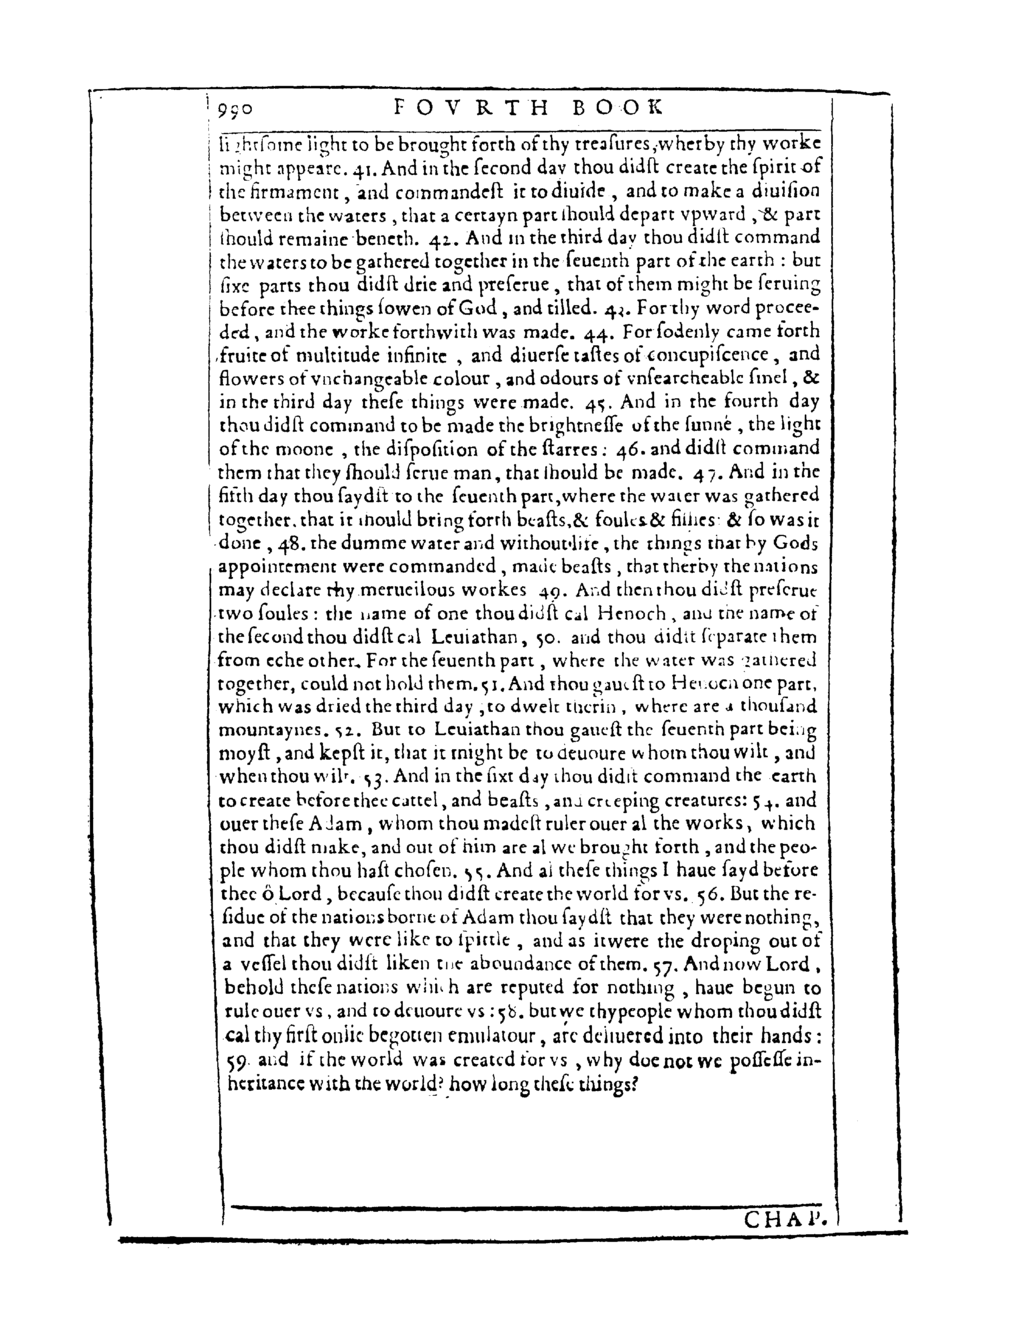 990 FOVRTH BOOK
lightſome light to be brought forth of thy treaſures, wherby thy worke
might appeare. 41. And in the ſecond day thou didſt create the ſpirit of
the firmament, and commandeſt it to diuide, and to make a diuiſion
betweeu the waters, that a certayn part ſhould depart vpward, & part
ſhould remaine beneth. 42. And in the third day thou didſt command
the waters to be gathered together in the ſeuenth part of the earth: but
ſixe parts thou didſt drie and preſerue, that of them might be ſeruing
before thee things ſowen of God, and tilled. 43. For thy word procee-
ded, and the worke forthwith was made. 44. For ſodenly came forth
fruite of multitude infinite, and diuerſe taſtes of concupiſcence, and
flowers of vnchangeable colour, and odours of vnſearcheable ſmel, &
in the third day theſe things were made. 45. And in the fourth day
thou didſt command to be made the brightneſſe of the ſunne, the light
of the moone, the diſpoſition of the ſtarres: 46. and didſt command
them that they ſhould ſerue man, that ſhould be made. 47. And in the
fifth day thou ſaydſt to the ſeuenth part, where the water was gathered
together, that it ſhould bring forth beaſts, & foules & fiſhes: & ſo was it
done, 48. the dumme water and without life, the things that by Gods
appointement were commanded, made beaſts, that therby the nations
may declare thy merueilous workes 49. And then thou didſt preſerue
two ſoules: the name of one thou didſt cal Henoch, and the name of
the ſecond thou didſt cal Leuiathan, 50. and thou didſt ſeparate them
from eche other. For the ſeuenth part, where the water was gathered
together, could not hold them. 51. And thou gaueſt to Henoch one part,
which was dried the third day, to dwelt therin, where are a thouſand
mountaynes. 52. But to Leuiathan thou gaueſt the ſeuenth part being
moyſt, and kepſt it, that it might be to deuoure whom thou wilt, and
when thou wilt. 53. And in the ſixt day thou didſt command the earth
to create before thee cattel, and beaſts, and creeping creatures: 54. and
ouer theſe Adam, whom thou madeſt ruler ouer al the works, which
thou didſt make, and out of him are al we brought forth, and the peo-
ple whom thou haſt choſen. 55. And al theſe things I haue ſayd before
thee ô Lord, becauſe thou didſt create the world for vs. 56. But the re-
ſidue of the nations borne of Adam thou ſaydſt that they were nothing,
and that they were like to ſpittle, and as it were the droping out of
a veſſel thou didſt liken the aboundance of them. 57. And now Lord,
behold theſe nations which are reputed for nothing, haue begun to
rule ouer vs, and to deuoure vs: 58. but we thy people whom thou didſt
cal thy firſt onlie begotten emulatour, are deliuered into their hands:
59. and if the world was created for vs, why doe not we poſſeſſe in-
heritance with the world? how long theſe things?
CHAP.